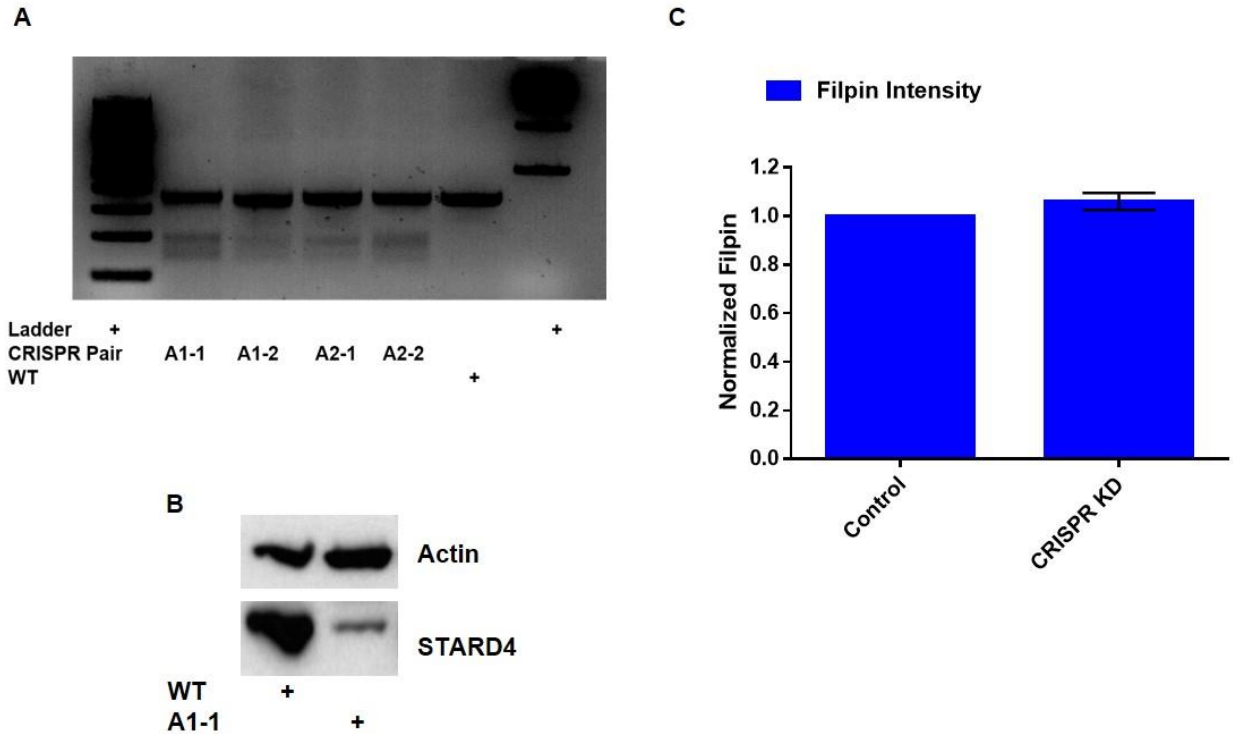 A
Ladder + +
CRISPR Pair A1-1 A1-2 A2-1 A2-2
WT +
B
Actin
STARD4
WT +
A1-1 +
C
Filpin Intensity
Normalized Filpin
1.2
1.0
0.8
0.6
0.4
0.2
0.0
Control
CRISPR KD